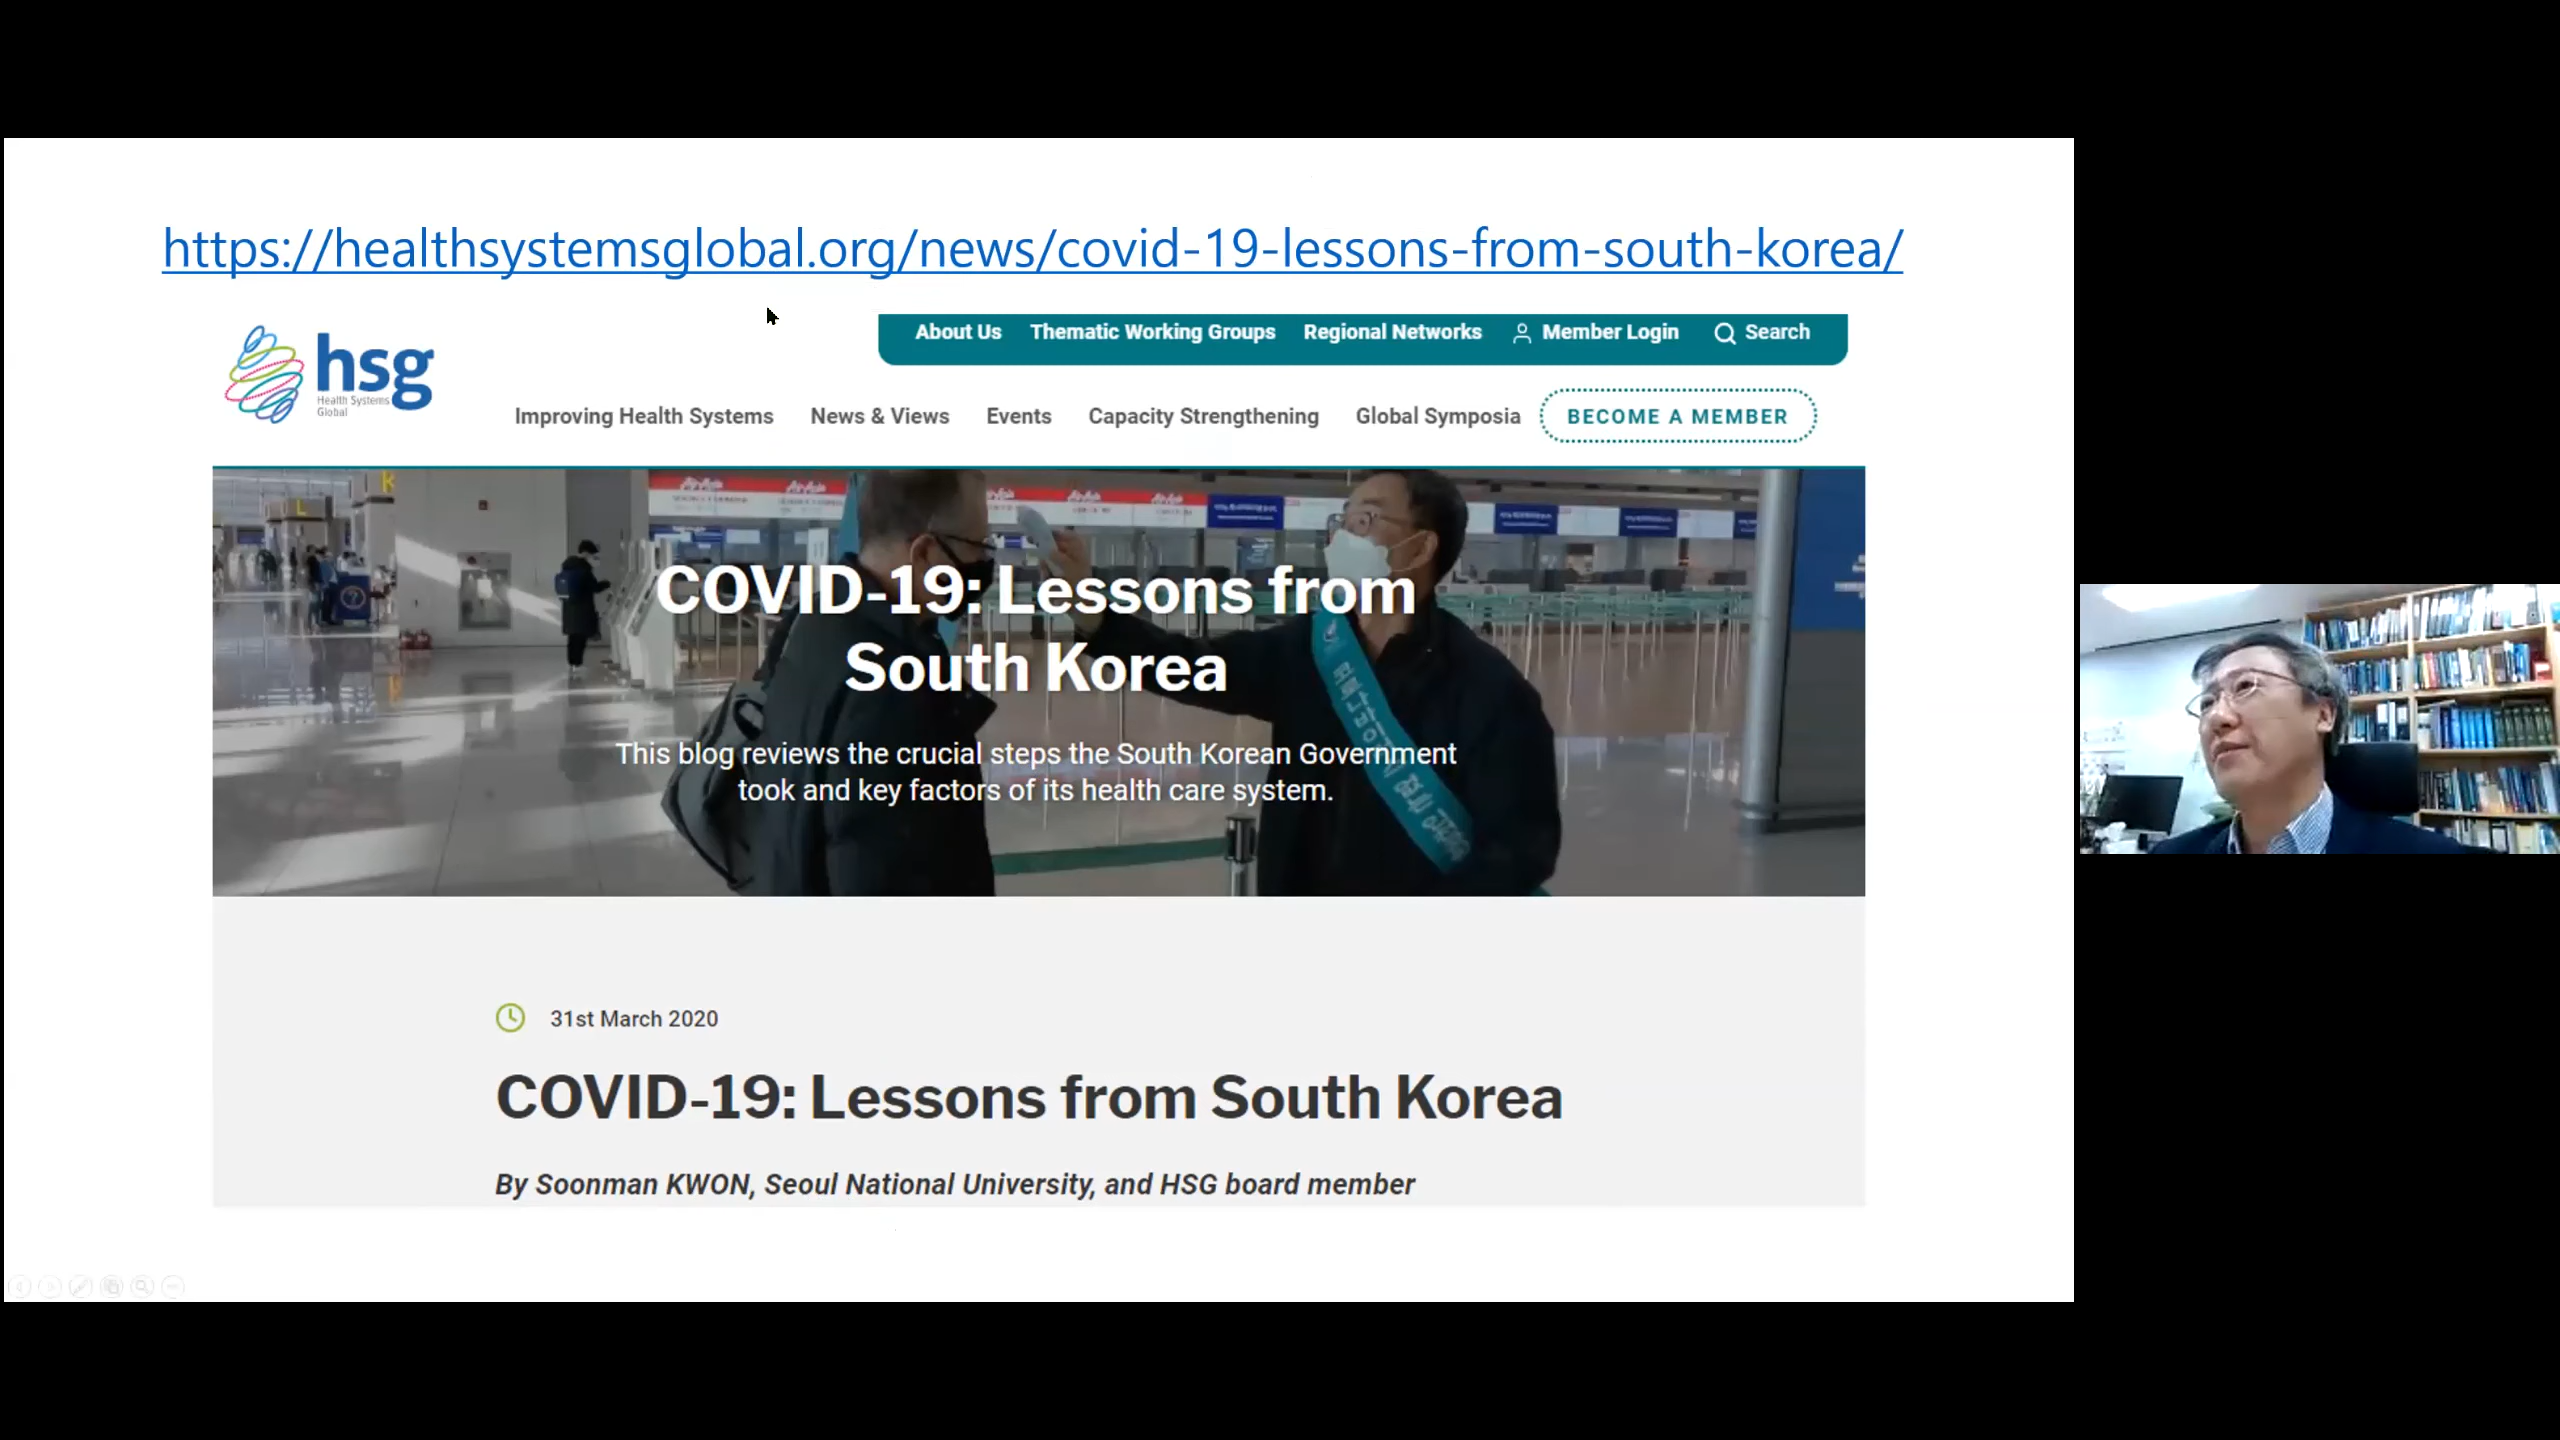 https://healthsystemsglobal.org/news/covid-19-lessons-from-south-korea/
About Us Thematic Working Groups Regional Networks Member Login Search
hsg
Health Systems
Global
Improving Health Systems News & Views Events Capacity Strengthening Global Symposia BECOME A MEMBER
COVID-19: Lessons from
South Korea
This blog reviews the crucial steps the South Korean Government
took and key factors of its health care system.
31st March 2020
COVID-19: Lessons from South Korea
By Soonman KWON, Seoul National University, and HSG board member